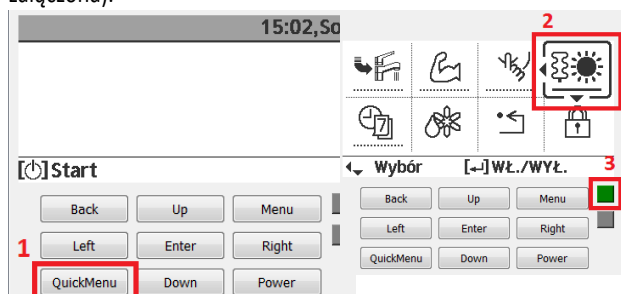 załączona).
15:02,So
2
7
[⏻]Start
Wybór [↵]WŁ./WYŁ. 3
Back Up Menu
Left Enter Right
1
QuickMenu Down Power
Back Up Menu
Left Enter Right
QuickMenu Down Power